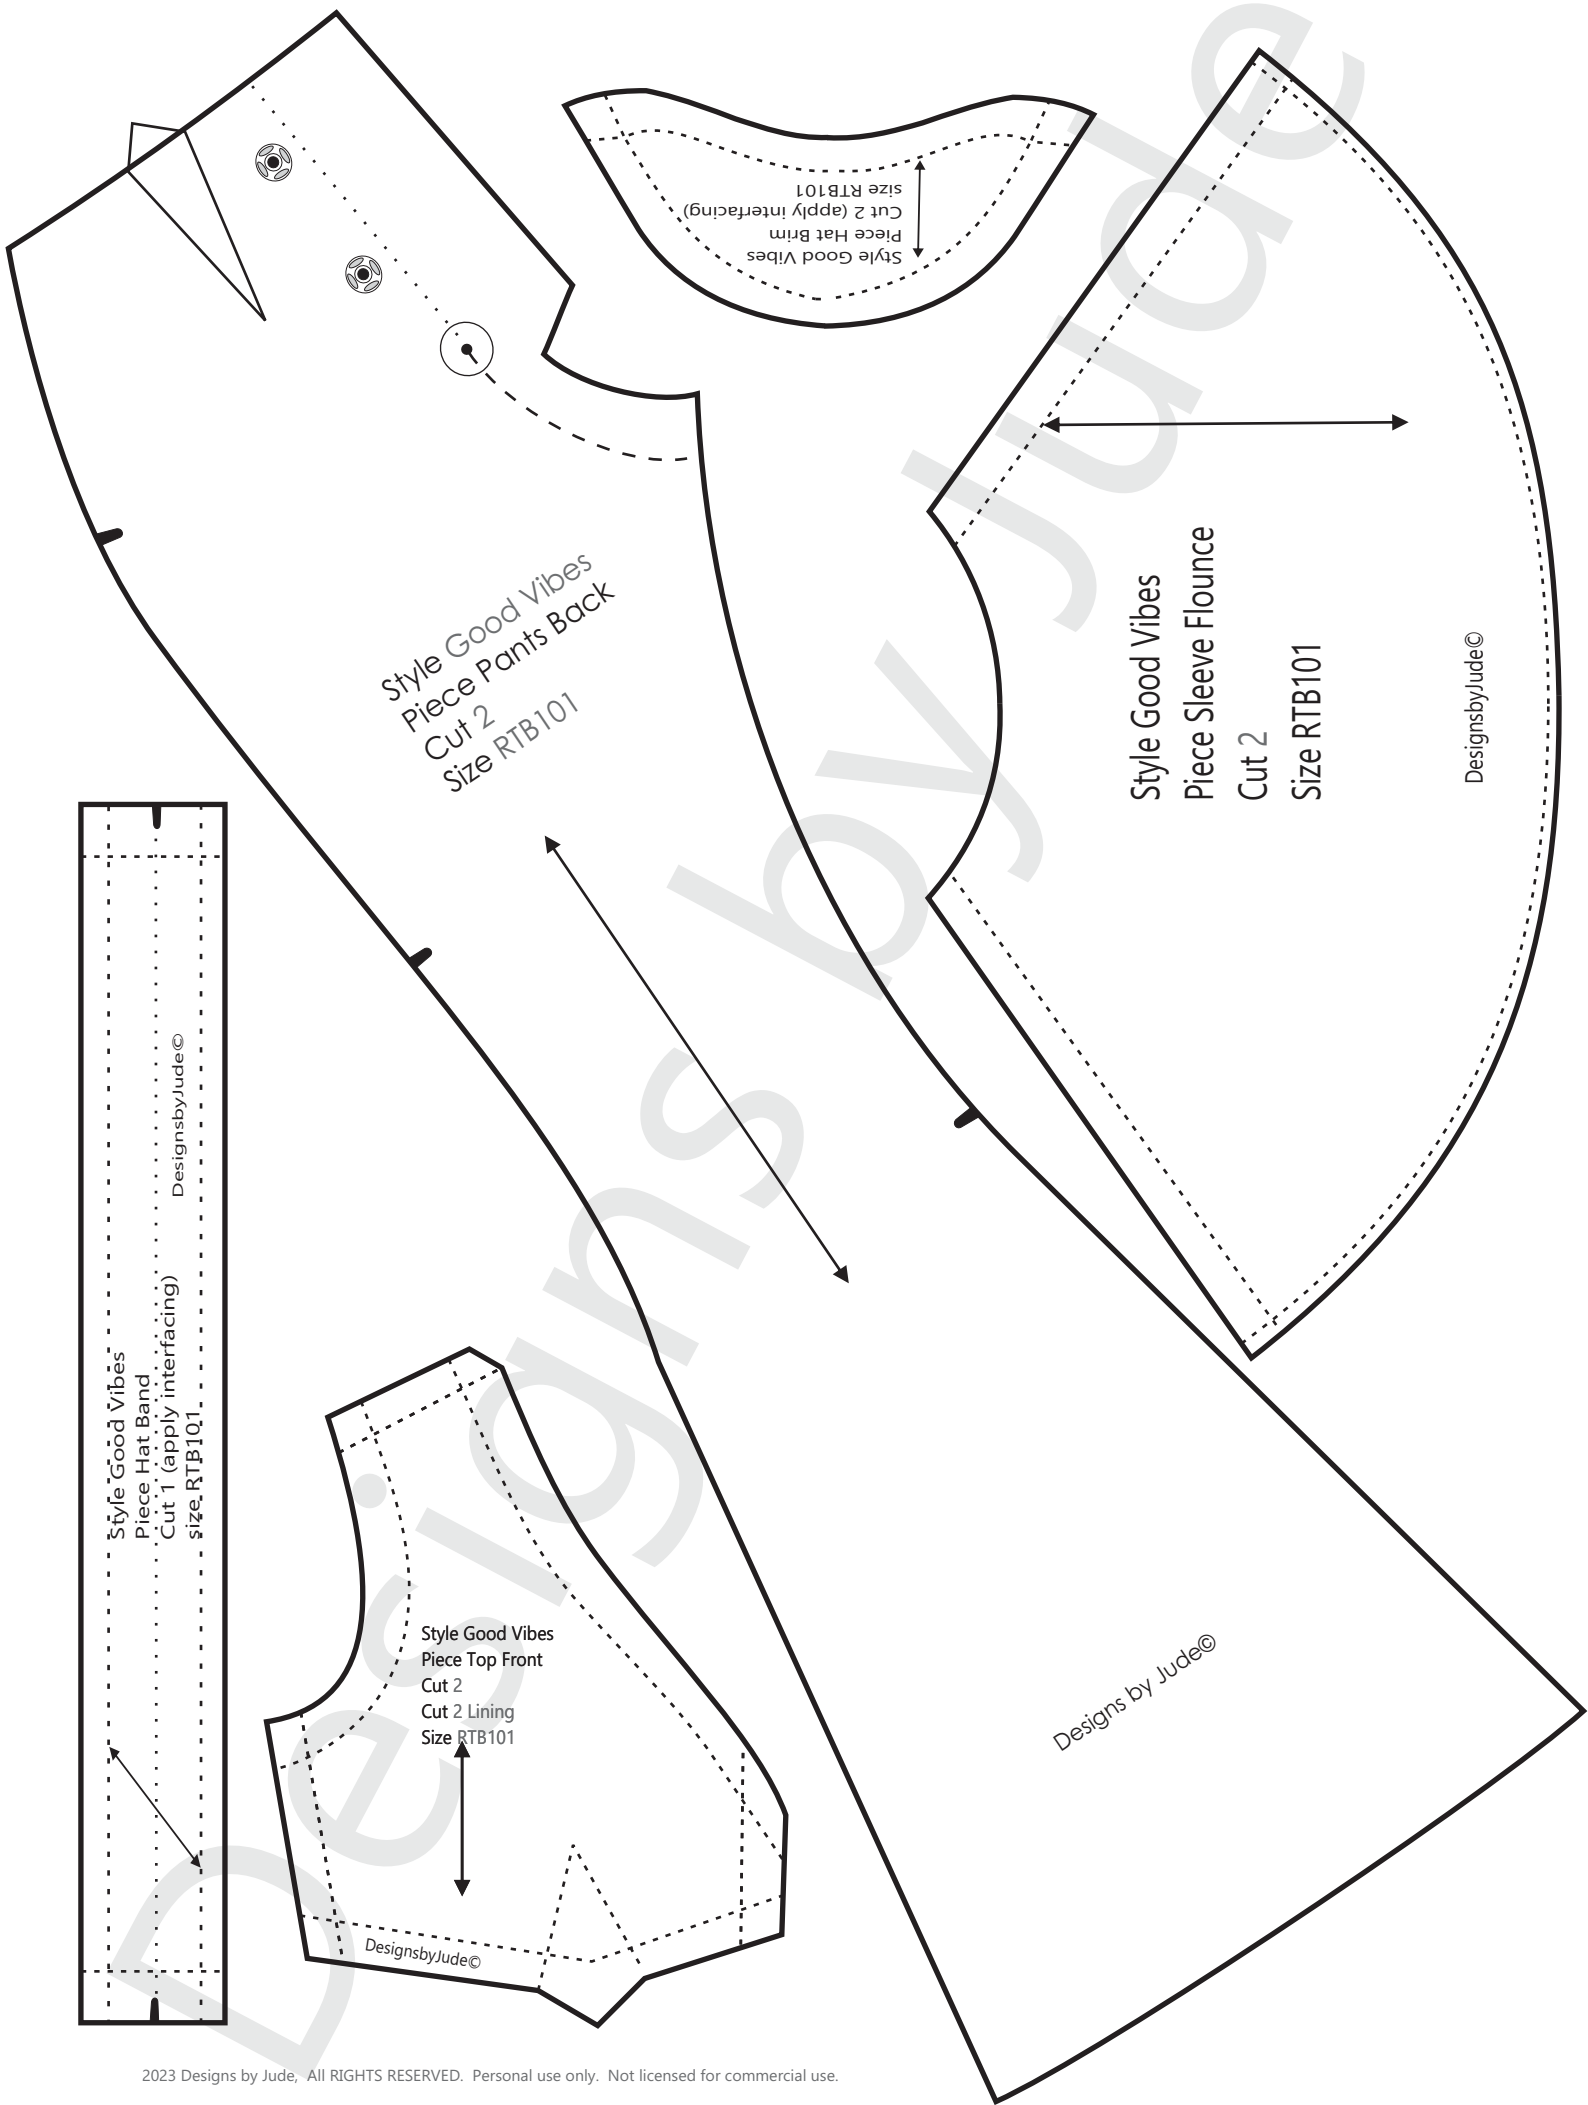 Style Good Vibes
Piece Hat Brim
Cut 2 (apply interfacing)
size RTB101
Style Good Vibes
Piece Pants Back
Cut 2
Size RTB101
Style Good Vibes
Piece Sleeve Flounce
Cut 2
Size RTB101
DesignsbyJude©
Style Good Vibes
Piece Hat Band
Cut 1 (apply interfacing)
size RTB101
DesignsbyJude©
Style Good Vibes
Piece Top Front
Cut 2
Cut 2 Lining
Size RTB101
DesignsbyJude©
Designs by Jude©
Designs by Jude
2023 Designs by Jude, All RIGHTS RESERVED. Personal use only. Not licensed for commercial use.